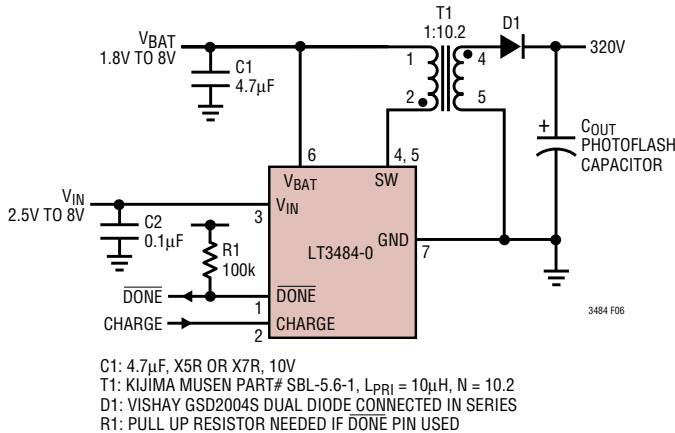 T1
1:10.2
D1
VBAT
1.8V TO 8V
C1
4.7µF
1
2
4
5
320V
+
COUT
PHOTOFLASH
CAPACITOR
6
4, 5
VBAT
SW
VIN
2.5V TO 8V
3
VIN
C2
0.1µF
R1
100k
LT3484-0
GND
7
DONE
1
DONE
CHARGE
2
CHARGE
3484 F06
C1: 4.7µF, X5R OR X7R, 10V
T1: KIJIMA MUSEN PART# SBL-5.6-1, LPRI = 10µH, N = 10.2
D1: VISHAY GSD2004S DUAL DIODE CONNECTED IN SERIES
R1: PULL UP RESISTOR NEEDED IF DONE PIN USED